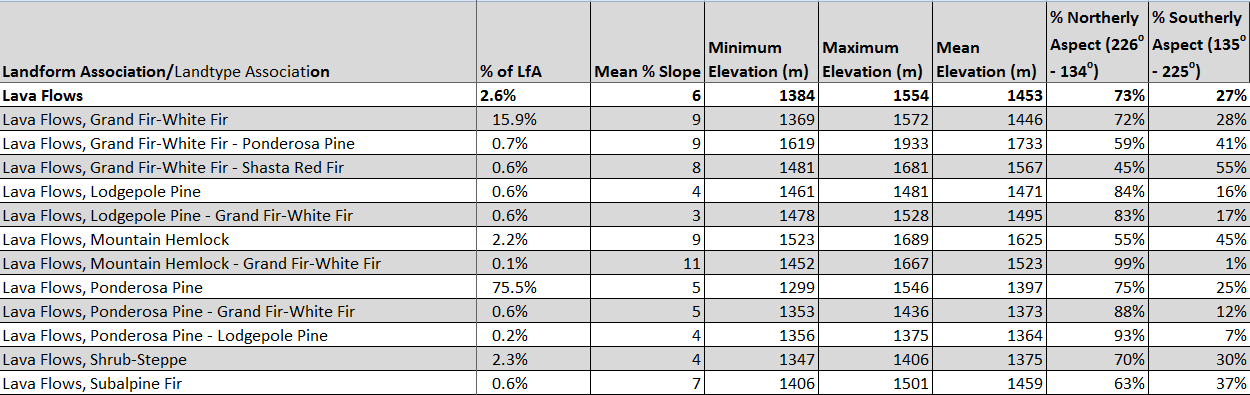 Landform Association/Landtype Association % of LfA Mean % Slope Minimum Elevation (m) Maximum Elevation (m) Mean Elevation (m) % Northerly Aspect (226o - 134o) % Southerly Aspect (135o - 225o)
Lava Flows 2.6% 6 1384 1554 1453 73% 27%
Lava Flows, Grand Fir-White Fir 15.9% 9 1369 1572 1446 72% 28%
Lava Flows, Grand Fir-White Fir - Ponderosa Pine 0.7% 9 1619 1933 1733 59% 41%
Lava Flows, Grand Fir-White Fir - Shasta Red Fir 0.6% 8 1481 1681 1567 45% 55%
Lava Flows, Lodgepole Pine 0.6% 4 1461 1481 1471 84% 16%
Lava Flows, Lodgepole Pine - Grand Fir-White Fir 0.6% 3 1478 1528 1495 83% 17%
Lava Flows, Mountain Hemlock 2.2% 9 1523 1689 1625 55% 45%
Lava Flows, Mountain Hemlock - Grand Fir-White Fir 0.1% 11 1452 1667 1523 99% 1%
Lava Flows, Ponderosa Pine 75.5% 5 1299 1546 1397 75% 25%
Lava Flows, Ponderosa Pine - Grand Fir-White Fir 0.6% 5 1353 1436 1373 88% 12%
Lava Flows, Ponderosa Pine - Lodgepole Pine 0.2% 4 1356 1375 1364 93% 7%
Lava Flows, Shrub-Steppe 2.3% 4 1347 1406 1375 70% 30%
Lava Flows, Subalpine Fir 0.6% 7 1406 1501 1459 63% 37%